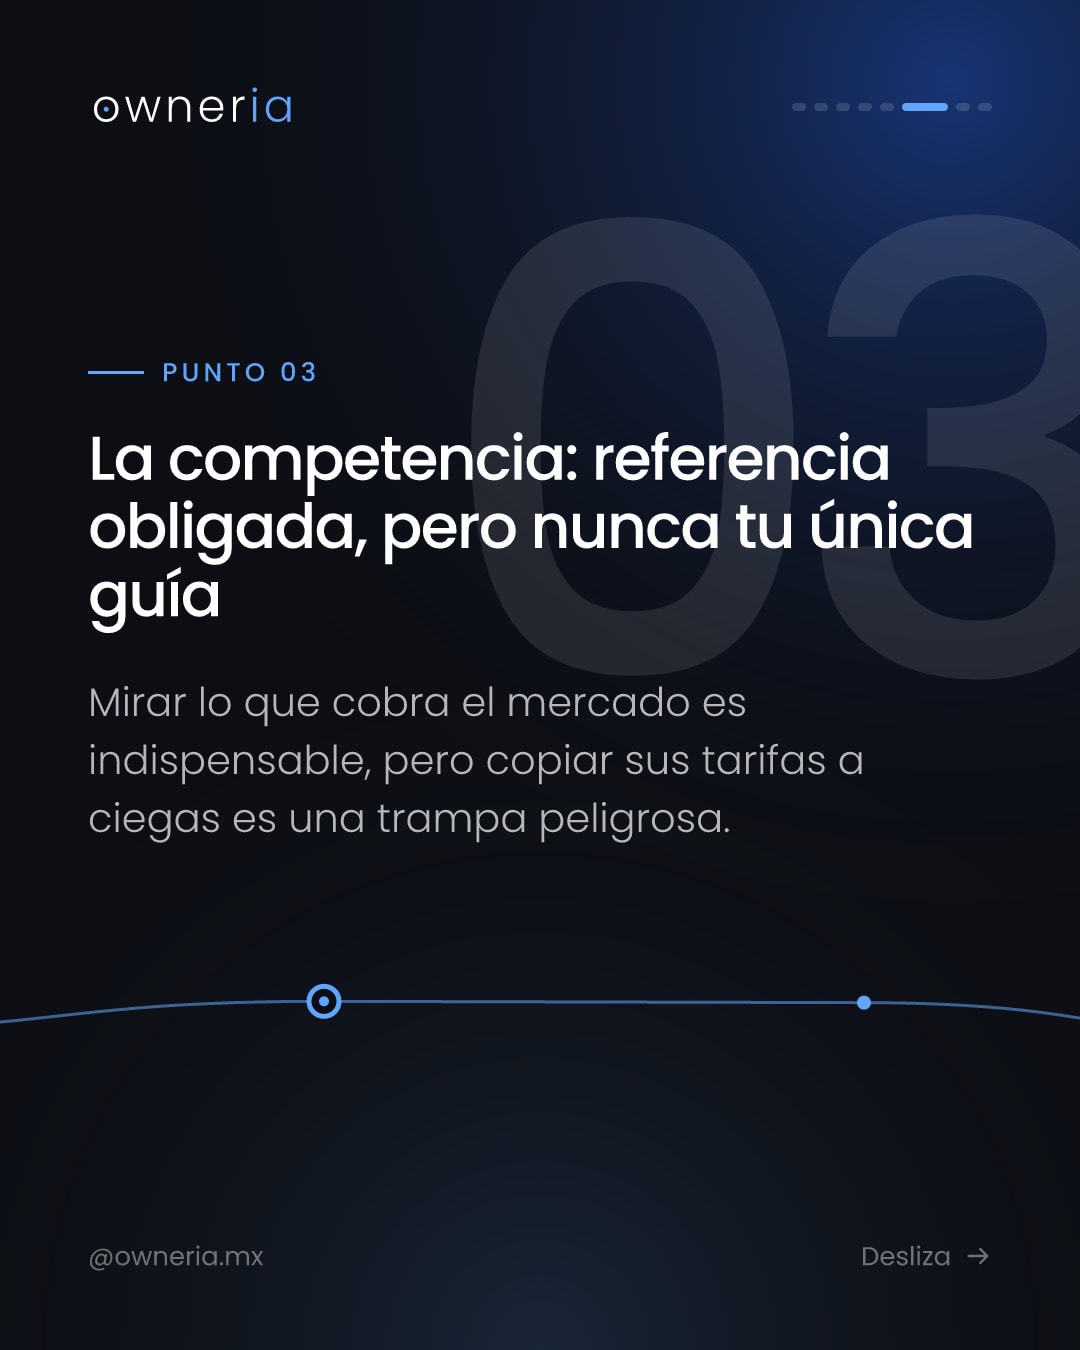 owneria
03
PUNTO 03
La competencia: referencia
obligada, pero nunca tu única
guía
Mirar lo que cobra el mercado es
indispensable, pero copiar sus tarifas a
ciegas es una trampa peligrosa.
@owneria.mx
Desliza →